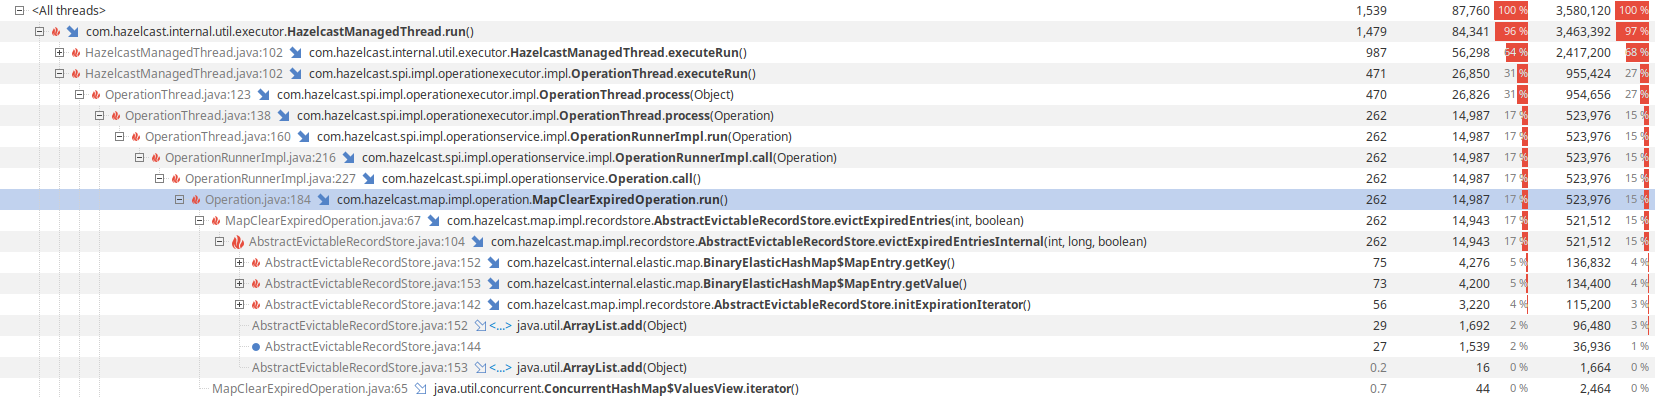 <All threads> 1,539 87,760 100 % 3,580,120 100 %
com.hazelcast.internal.util.executor.HazelcastManagedThread.run() 1,479 84,341 96 % 3,463,392 97 %
HazelcastManagedThread.java:102 com.hazelcast.internal.util.executor.HazelcastManagedThread.executeRun() 987 56,298 64 % 2,417,200 68 %
HazelcastManagedThread.java:102 com.hazelcast.spi.impl.operationexecutor.impl.OperationThread.executeRun() 471 26,850 31 % 955,424 27 %
OperationThread.java:123 com.hazelcast.spi.impl.operationexecutor.impl.OperationThread.process(Object) 470 26,826 31 % 954,656 27 %
OperationThread.java:138 com.hazelcast.spi.impl.operationexecutor.impl.OperationThread.process(Operation) 262 14,987 17 % 523,976 15 %
OperationThread.java:160 com.hazelcast.spi.impl.operationservice.impl.OperationRunnerImpl.run(Operation) 262 14,987 17 % 523,976 15 %
OperationRunnerImpl.java:216 com.hazelcast.spi.impl.operationservice.impl.OperationRunnerImpl.call(Operation) 262 14,987 17 % 523,976 15 %
OperationRunnerImpl.java:227 com.hazelcast.spi.impl.operationservice.Operation.call() 262 14,987 17 % 523,976 15 %
Operation.java:184 com.hazelcast.map.impl.operation.MapClearExpiredOperation.run() 262 14,987 17 % 523,976 15 %
MapClearExpiredOperation.java:67 com.hazelcast.map.impl.recordstore.AbstractEvictableRecordStore.evictExpiredEntries(int, boolean) 262 14,943 17 % 521,512 15 %
AbstractEvictableRecordStore.java:104 com.hazelcast.map.impl.recordstore.AbstractEvictableRecordStore.evictExpiredEntriesInternal(int, long, boolean) 262 14,943 17 % 521,512 15 %
AbstractEvictableRecordStore.java:152 com.hazelcast.internal.elastic.map.BinaryElasticHashMap$MapEntry.getKey() 75 4,276 5 % 136,832 4 %
AbstractEvictableRecordStore.java:153 com.hazelcast.internal.elastic.map.BinaryElasticHashMap$MapEntry.getValue() 73 4,200 5 % 134,400 4 %
AbstractEvictableRecordStore.java:142 com.hazelcast.map.impl.recordstore.AbstractEvictableRecordStore.initExpirationIterator() 56 3,220 4 % 115,200 3 %
AbstractEvictableRecordStore.java:152 <...> java.util.ArrayList.add(Object) 29 1,692 2 % 96,480 3 %
AbstractEvictableRecordStore.java:144 27 1,539 2 % 36,936 1 %
AbstractEvictableRecordStore.java:153 <...> java.util.ArrayList.add(Object) 0.2 16 0 % 1,664 0 %
MapClearExpiredOperation.java:65 java.util.concurrent.ConcurrentHashMap$ValuesView.iterator() 0.7 44 0 % 2,464 0 %